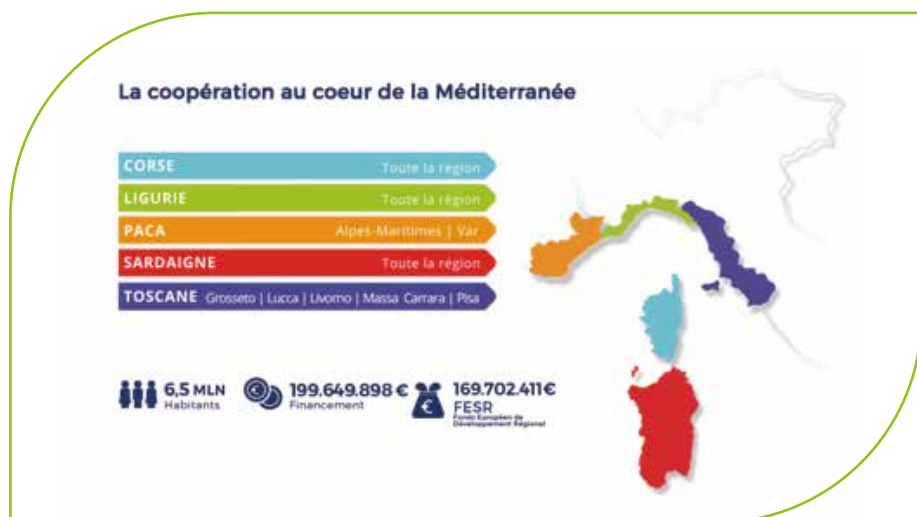 La coopération au coeur de la Méditerranée
CORSE Toute la région
LIGURIE Toute la région
PACA Alpes-Maritimes | Var
SARDAIGNE Toute la région
TOSCANE Grosseto | Lucca | Livorno | Massa Carrara | Pisa
6,5 MLN
Habitants
199.649.898 €
Financement
169.702.411€
FESR
Fonds Européen de
Développement Régional